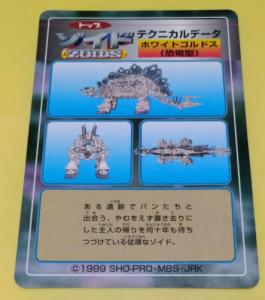 トップ
ゾイド
ZOIDS
テクニカルデータ
ホワイトゴルドス
(恐竜型)
ある遺跡でバンたちと
出会う、やむをえず置き去りに
した主人の帰りを何十年も待ち
つづけている従順なゾイド。
©1999 SHO-PRO・MBS・JRK